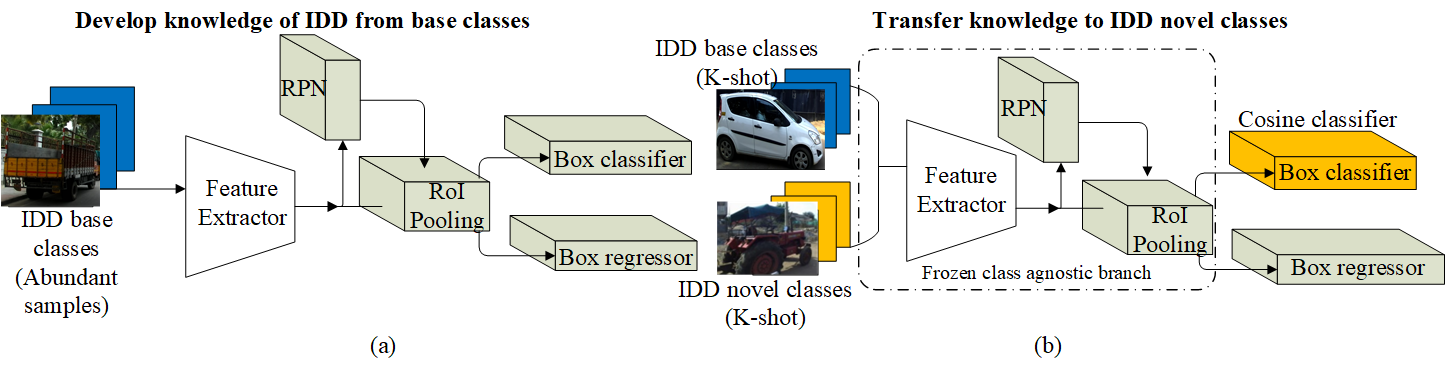 Develop knowledge of IDD from base classes
RPN
Feature
Extractor
RoI
Pooling
Box classifier
Box regressor
IDD base
classes
(Abundant
samples)
(a)
Transfer knowledge to IDD novel classes
IDD base classes
(K-shot)
RPN
Cosine classifier
Box classifier
Feature
Extractor
RoI
Pooling
Box regressor
Frozen class agnostic branch
IDD novel classes
(K-shot)
(b)